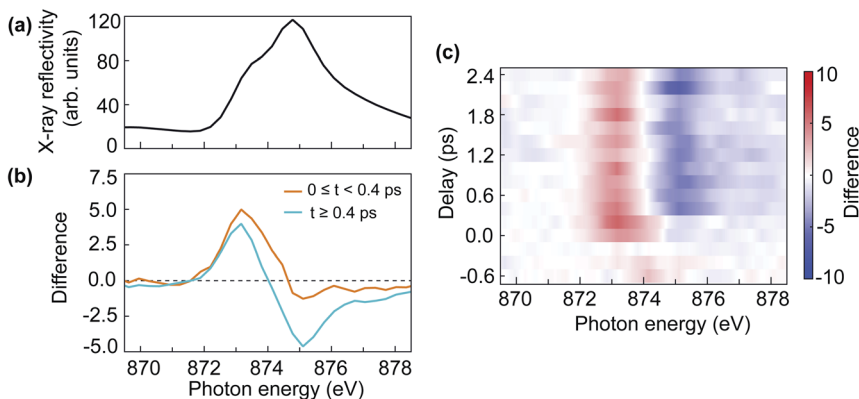 (a)
X-ray reflectivity
(arb. units)
120
80
40
0
(b)
Difference
7.5
5.0
2.5
0.0
-2.5
-5.0
0 ≤ t < 0.4 ps
t ≥ 0.4 ps
870 872 874 876 878
Photon energy (eV)
(c)
Delay (ps)
2.4
1.8
1.2
0.6
0.0
-0.6
870 872 874 876 878
Photon energy (eV)
10
5
0
-5
-10
Difference